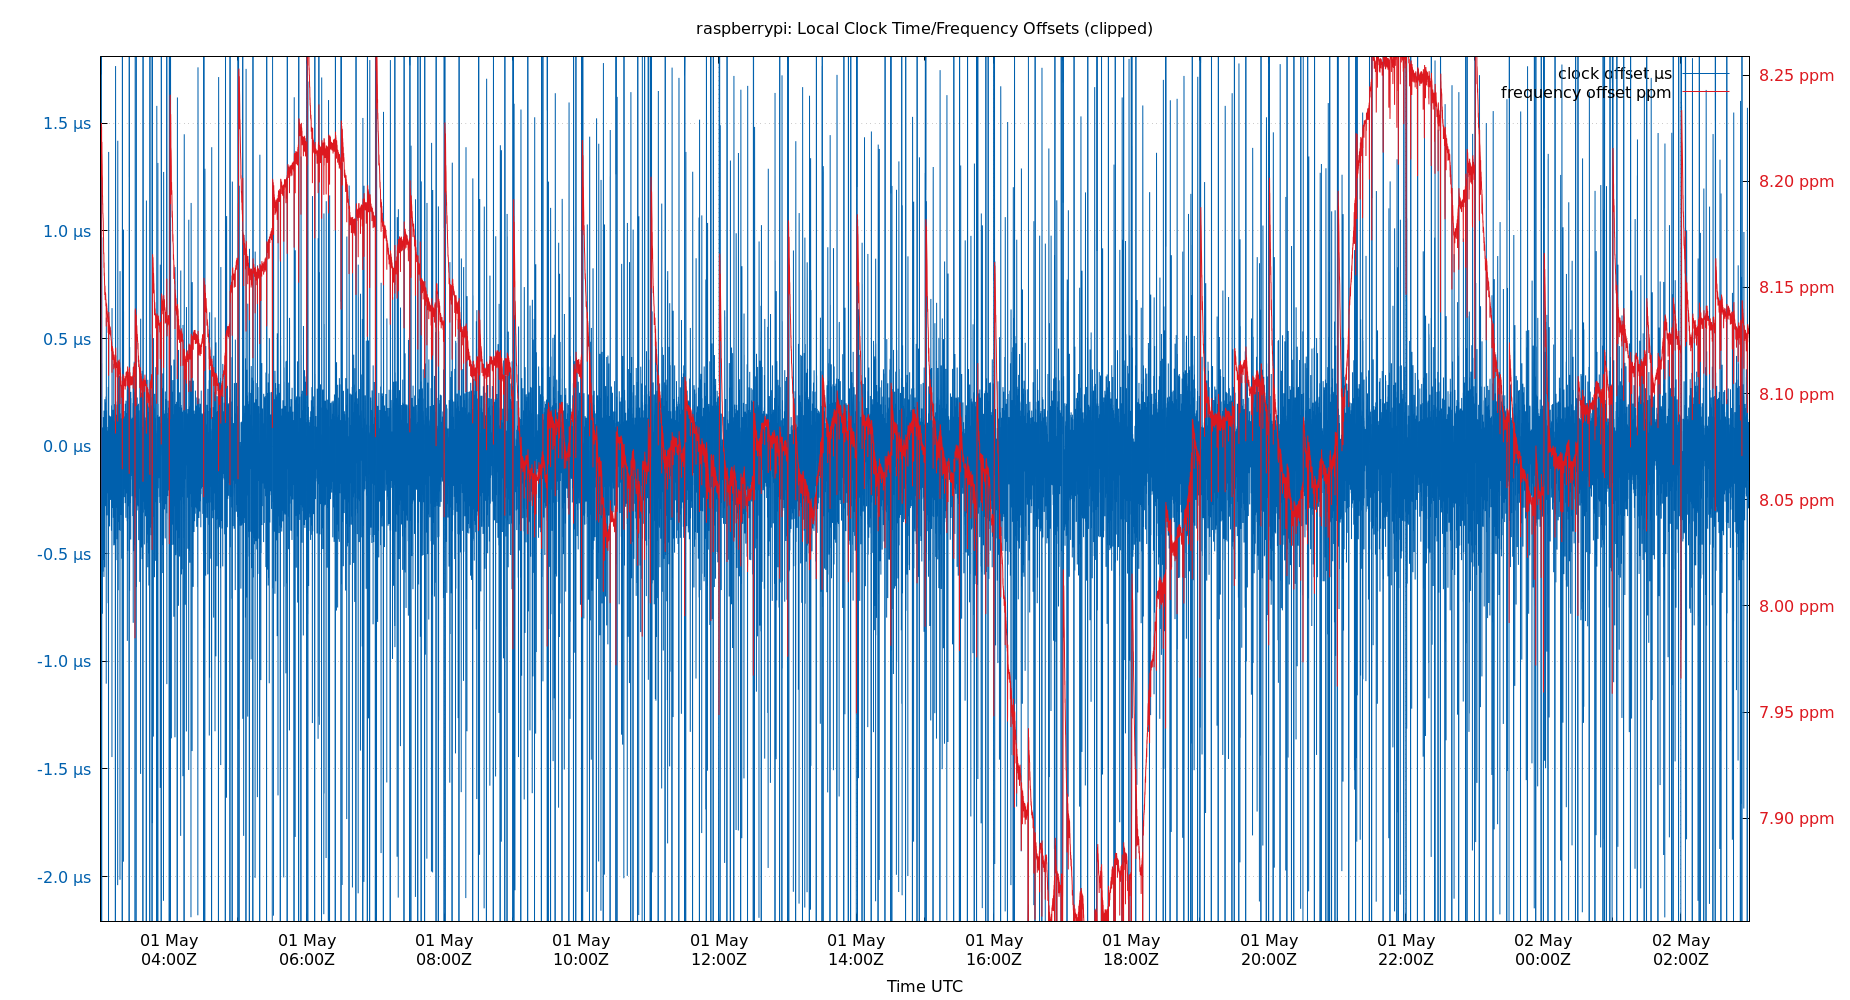 raspberrypi: Local Clock Time/Frequency Offsets (clipped)
clock offset µs
frequency offset ppm
1.5 µs
1.0 µs
0.5 µs
0.0 µs
-0.5 µs
-1.0 µs
-1.5 µs
-2.0 µs
8.25 ppm
8.20 ppm
8.15 ppm
8.10 ppm
8.05 ppm
8.00 ppm
7.95 ppm
7.90 ppm
01 May
04:00Z
01 May
06:00Z
01 May
08:00Z
01 May
10:00Z
01 May
12:00Z
01 May
14:00Z
01 May
16:00Z
01 May
18:00Z
01 May
20:00Z
01 May
22:00Z
02 May
00:00Z
02 May
02:00Z
Time UTC